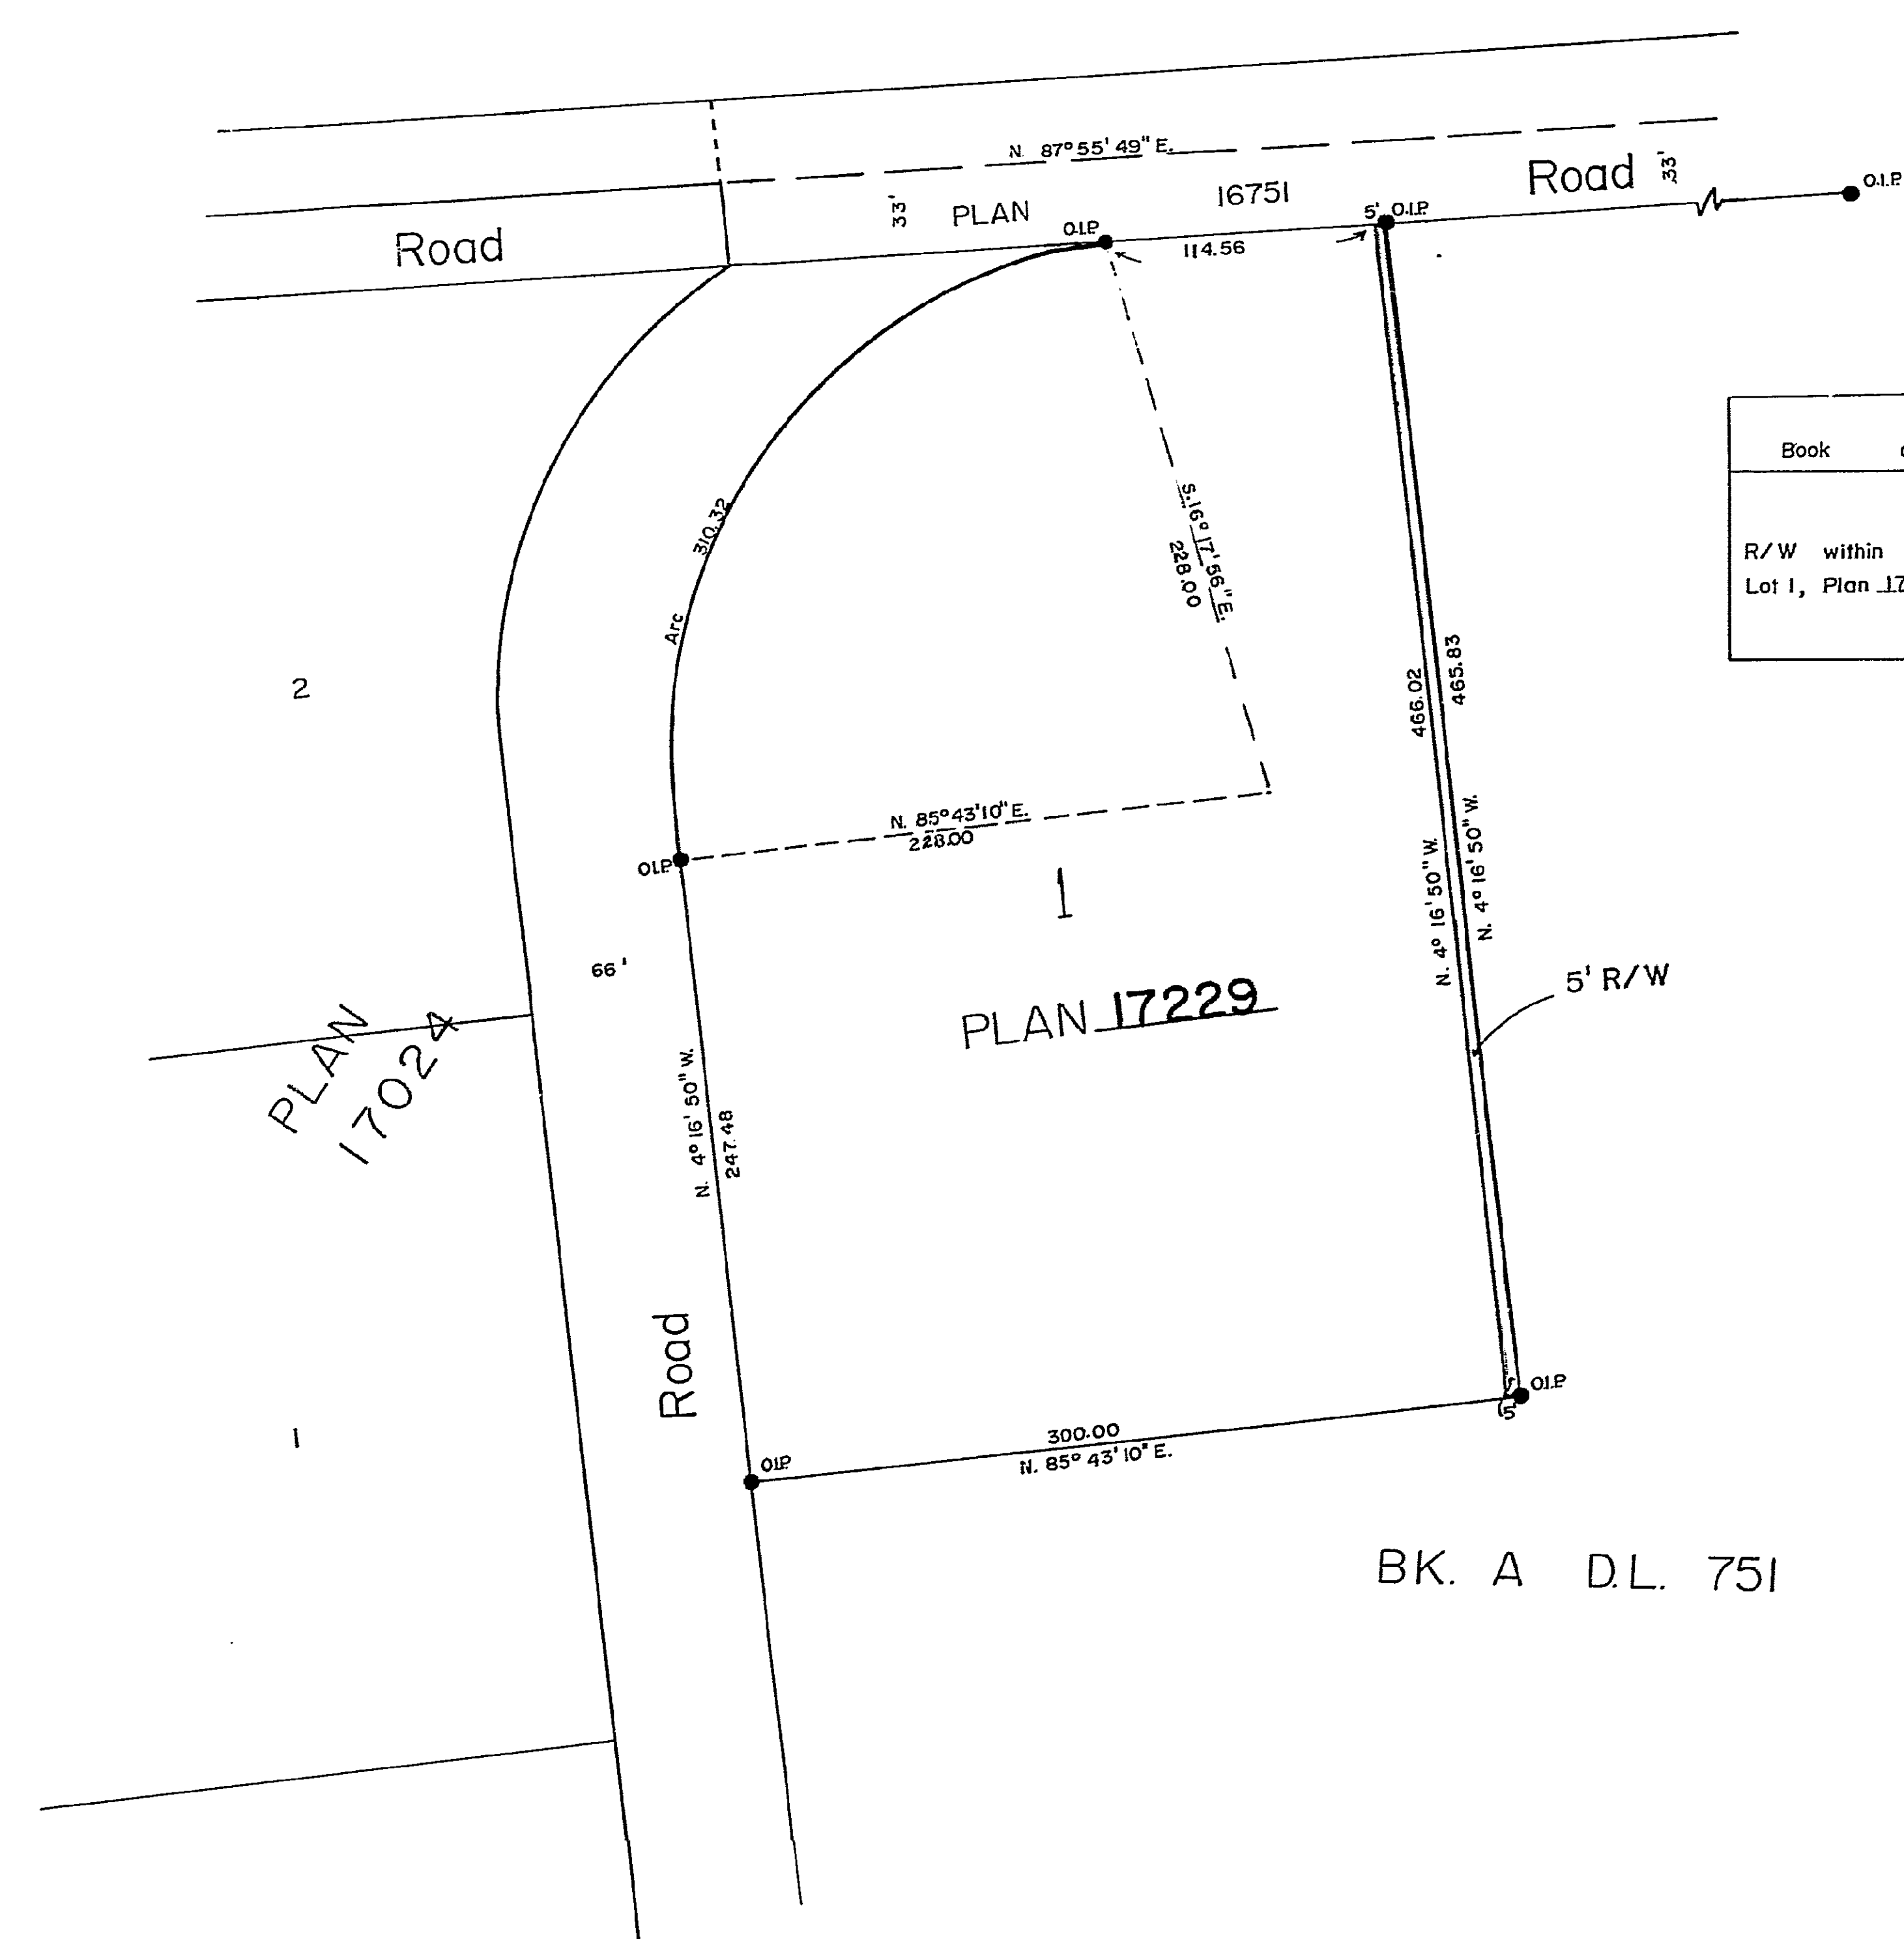 N. 87° 55' 49" E.
Road
33'
PLAN
16751
Road
33'
O.I.P.
O.I.P.
5'
O.I.P.
114.56
310.32
Arc
S. 16° 17' 56" E.
228.00
Book
R/W within
Lot 1, Plan 17
2
466.02
465.83
N. 4° 16' 50" W.
N. 4° 16' 50" W.
N. 85° 43' 10" E.
228.00
O.I.P.
1
66'
PLAN 17229
5' R/W
PLAN
17024
N. 4° 16' 50" W.
247.48
Road
O.I.P
5'
300.00
N. 85° 43' 10" E.
O.I.P.
1
BK. A D.L. 751